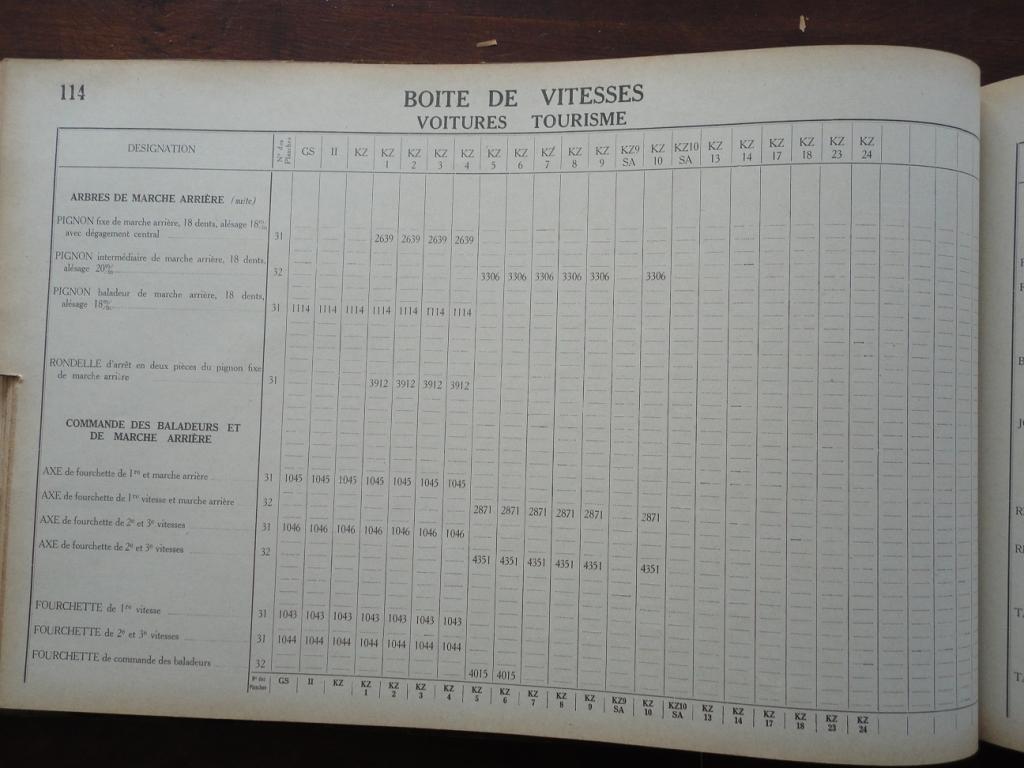 114
BOITE DE VITESSES
VOITURES TOURISME
DESIGNATION Nos des Planches GS II KZ KZ 1 KZ 2 KZ 3 KZ 4 KZ 5 KZ 6 KZ 7 KZ 8 KZ 9 KZ9 SA KZ 10 KZ10 SA KZ 13 KZ 14 KZ 17 KZ 18 KZ 23 KZ 24
ARBRES DE MARCHE ARRIÈRE (suite)
PIGNON fixe de marche arrière, 18 dents, alésage 18m/m
avec dégagement central 31 2639 2639 2639 2639
PIGNON intermédiaire de marche arrière, 18 dents,
alésage 20m/m 32 3306 3306 3306 3306 3306 3306
PIGNON baladeur de marche arrière, 18 dents,
alésage 18m/m 31 1114 1114 1114 1114 1114 1114 1114
RONDELLE d'arrêt en deux pièces du pignon fixe
de marche arrière 31 3912 3912 3912 3912
COMMANDE DES BALADEURS ET
DE MARCHE ARRIÈRE
AXE de fourchette de 1re et marche arrière 31 1045 1045 1045 1045 1045 1045 1045
AXE de fourchette de 1re vitesse et marche arrière 32 2871 2871 2871 2871 2871 2871
AXE de fourchette de 2e et 3e vitesses 31 1046 1046 1046 1046 1046 1046 1046
AXE de fourchette de 2e et 3e vitesses 32 4351 4351 4351 4351 4351 4351
FOURCHETTE de 1re vitesse 31 1043 1043 1043 1043 1043 1043 1043
FOURCHETTE de 2e et 3e vitesses 31 1044 1044 1044 1044 1044 1044 1044
FOURCHETTE de commande des baladeurs 32 4015 4015
Nos des Planches GS II KZ KZ 1 KZ 2 KZ 3 KZ 4 KZ 5 KZ 6 KZ 7 KZ 8 KZ 9 KZ9 SA KZ 10 KZ10 SA KZ 13 KZ 14 KZ 17 KZ 18 KZ 23 KZ 24